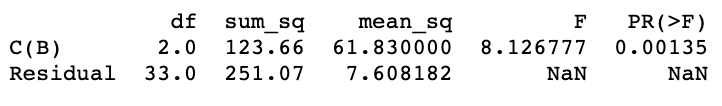 df sum_sq mean_sq F PR(>F)
C(B) 2.0 123.66 61.830000 8.126777 0.00135
Residual 33.0 251.07 7.608182 NaN NaN